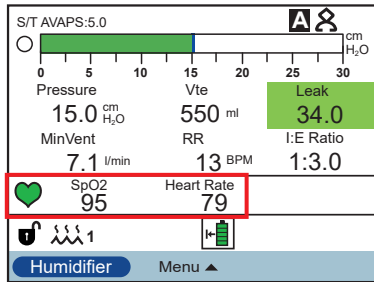 S/T AVAPS:5.0 A
cm H₂O
0 5 10 15 20 25 30
Pressure Vte Leak
15.0 cm H₂O 550 ml 34.0
MinVent RR I:E Ratio
7.1 l/min 13 BPM 1:3.0
SpO2 Heart Rate
95 79
1
Humidifier Menu ▲